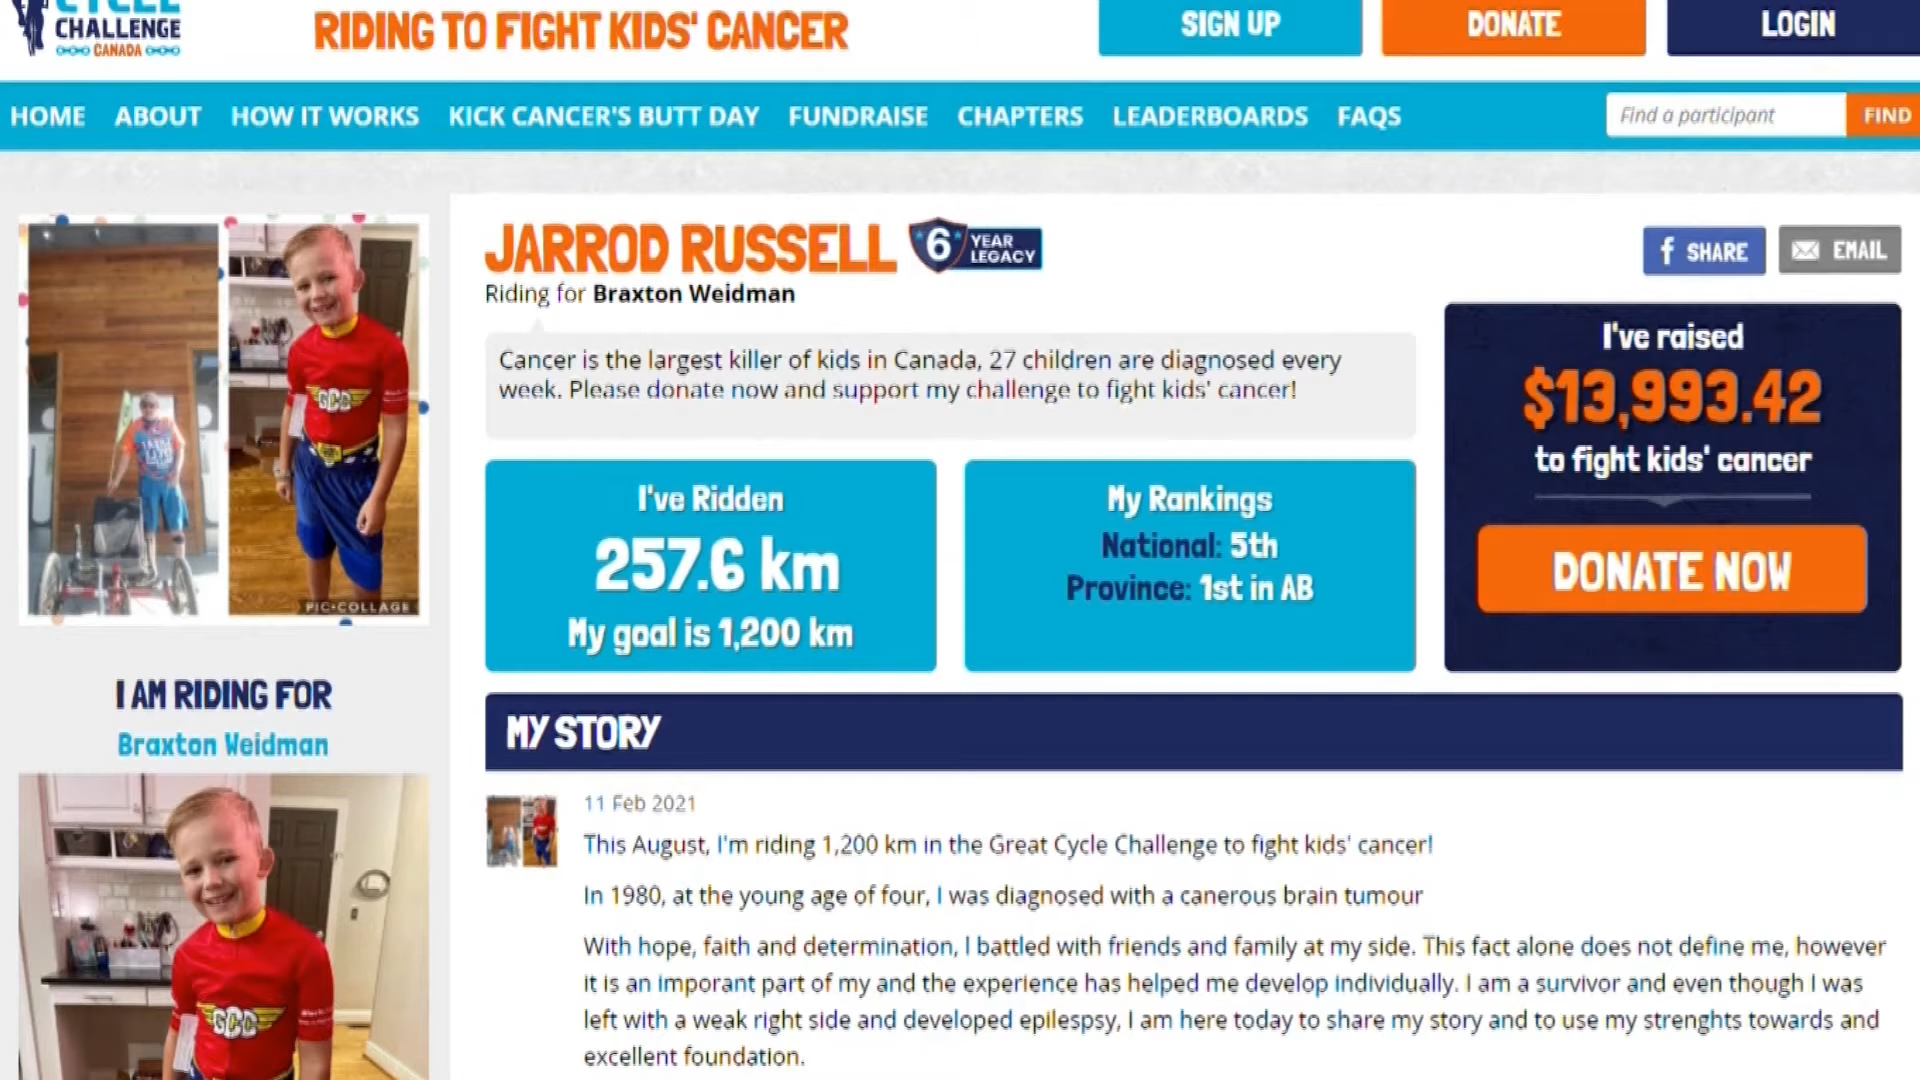 CYCLE
CHALLENGE
CANADA
RIDING TO FIGHT KIDS' CANCER
SIGN UP
DONATE
LOGIN
HOME ABOUT HOW IT WORKS KICK CANCER'S BUTT DAY FUNDRAISE CHAPTERS LEADERBOARDS FAQS
Find a participant
FIND
GCC
PIC•COLLAGE
I AM RIDING FOR
Braxton Weidman
GCC
JARROD RUSSELL
6 YEAR
LEGACY
Riding for Braxton Weidman
SHARE
EMAIL
Cancer is the largest killer of kids in Canada, 27 children are diagnosed every
week. Please donate now and support my challenge to fight kids' cancer!
I've Ridden
257.6 km
My goal is 1,200 km
My Rankings
National: 5th
Province: 1st in AB
I've raised
$13,993.42
to fight kids' cancer
DONATE NOW
MY STORY
11 Feb 2021
This August, I'm riding 1,200 km in the Great Cycle Challenge to fight kids' cancer!
In 1980, at the young age of four, I was diagnosed with a canerous brain tumour
With hope, faith and determination, I battled with friends and family at my side. This fact alone does not define me, however
it is an imporant part of my and the experience has helped me develop individually. I am a survivor and even though I was
left with a weak right side and developed epilespsy, I am here today to share my story and to use my strenghts towards and
excellent foundation.